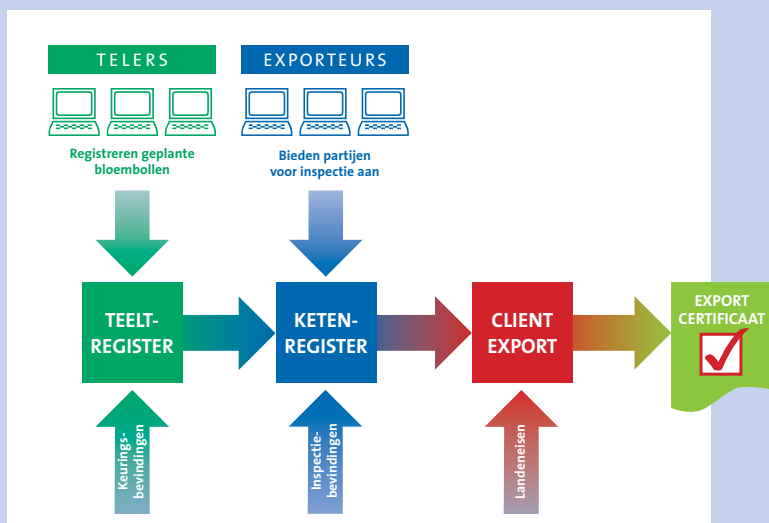 TELERS
EXPORTEURS
Registreren geplante
bloembollen
Bieden partijen
voor inspectie aan
TEELT-
REGISTER
KETEN-
REGISTER
CLIENT
EXPORT
EXPORT
CERTIFICAAT
Keurings-
bevindingen
Inspectie-
bevindingen
Landeneisen